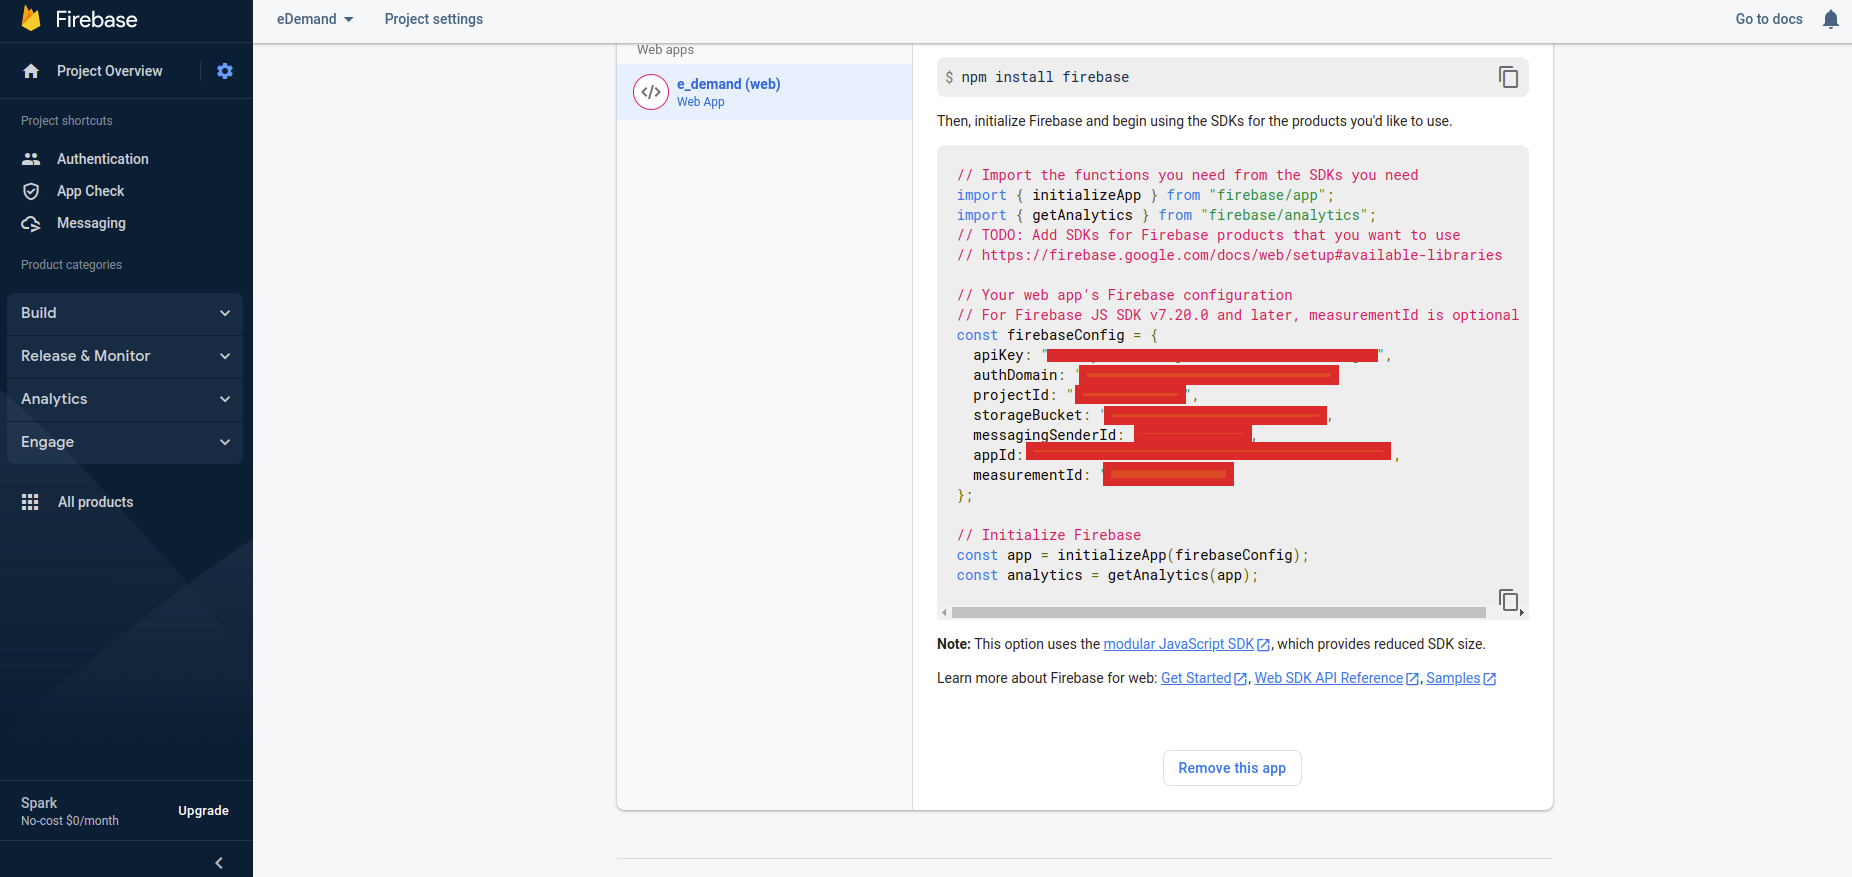 Firebase
eDemand
Project settings
Go to docs
Project Overview
Project shortcuts
Authentication
App Check
Messaging
Product categories
Build
Release & Monitor
Analytics
Engage
All products
Spark
No-cost $0/month
Upgrade
Web apps
e_demand (web)
Web App
$ npm install firebase
Then, initialize Firebase and begin using the SDKs for the products you'd like to use.
// Import the functions you need from the SDKs you need
import { initializeApp } from "firebase/app";
import { getAnalytics } from "firebase/analytics";
// TODO: Add SDKs for Firebase products that you want to use
// https://firebase.google.com/docs/web/setup#available-libraries
// Your web app's Firebase configuration
// For Firebase JS SDK v7.20.0 and later, measurementId is optional
const firebaseConfig = {
apiKey: "",
authDomain: "
projectId: "",
storageBucket: ",
messagingSenderId: ,
appId: ,
measurementId: "
};
// Initialize Firebase
const app = initializeApp(firebaseConfig);
const analytics = getAnalytics(app);
Note: This option uses the modular JavaScript SDK, which provides reduced SDK size.
Learn more about Firebase for web: Get Started, Web SDK API Reference, Samples
Remove this app